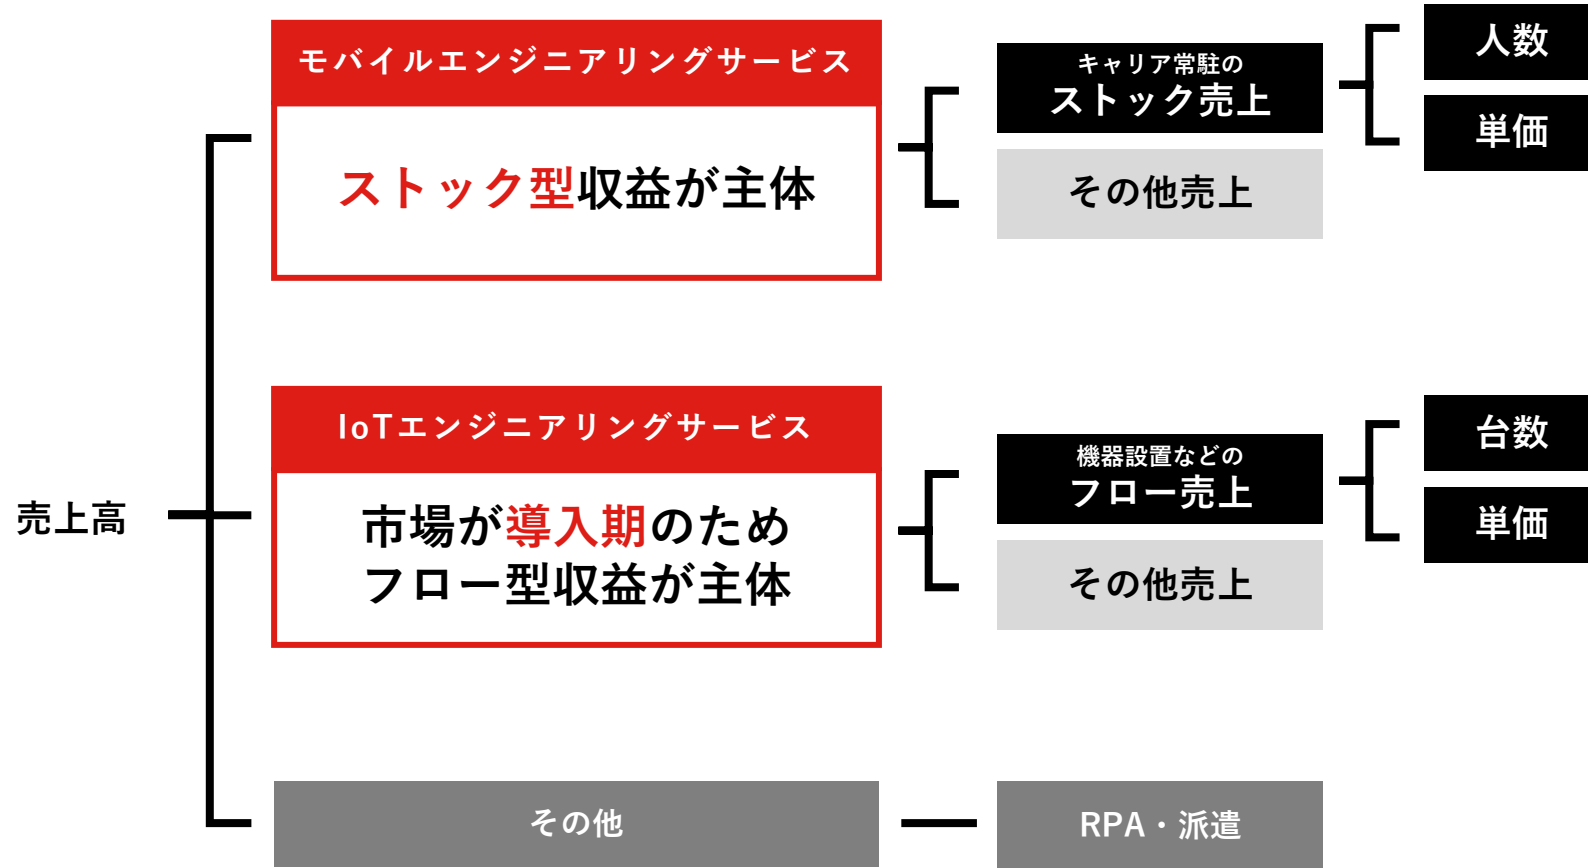 売上高
モバイルエンジニアリングサービス
ストック型収益が主体
キャリア常駐の
ストック売上
人数
単価
その他売上
IoTエンジニアリングサービス
市場が導入期のため
フロー型収益が主体
機器設置などの
フロー売上
台数
単価
その他売上
その他
RPA・派遣